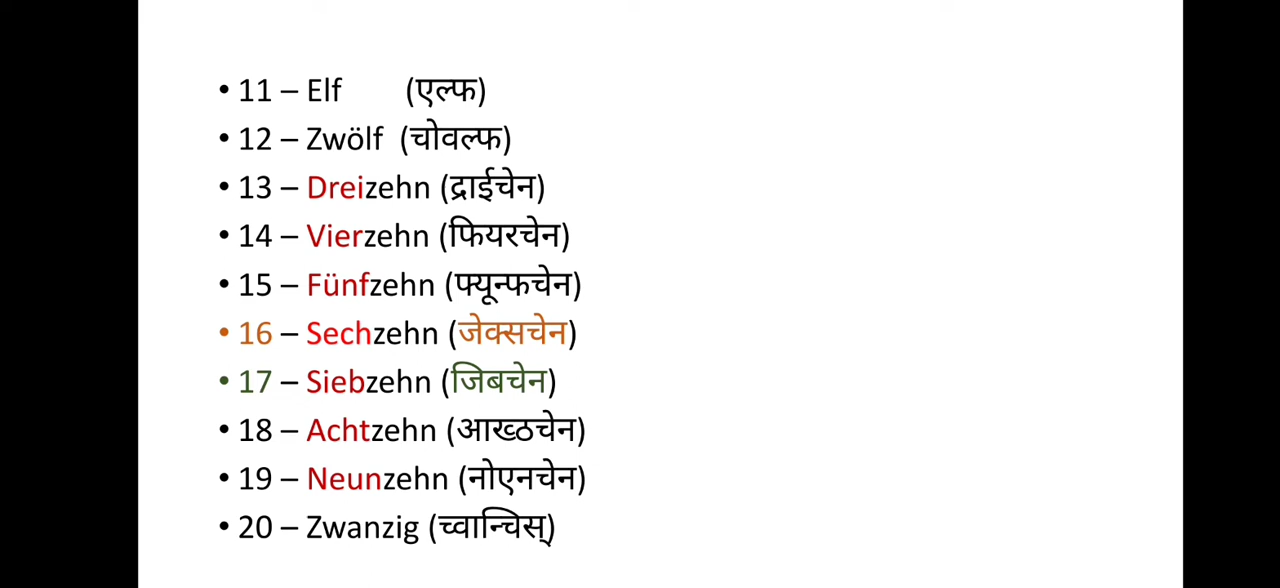 • 11 – Elf (एल्फ)
• 12 – Zwölf (चोवल्फ)
• 13 – Dreizehn (द्राईचेन)
• 14 – Vierzehn (फियरचेन)
• 15 – Fünfzehn (फ्यून्फचेन)
• 16 – Sechzehn (जेक्सचेन)
• 17 – Siebzehn (जिबचेन)
• 18 – Achtzehn (आख्ठचेन)
• 19 – Neunzehn (नोएनचेन)
• 20 – Zwanzig (च्वान्चिस्)